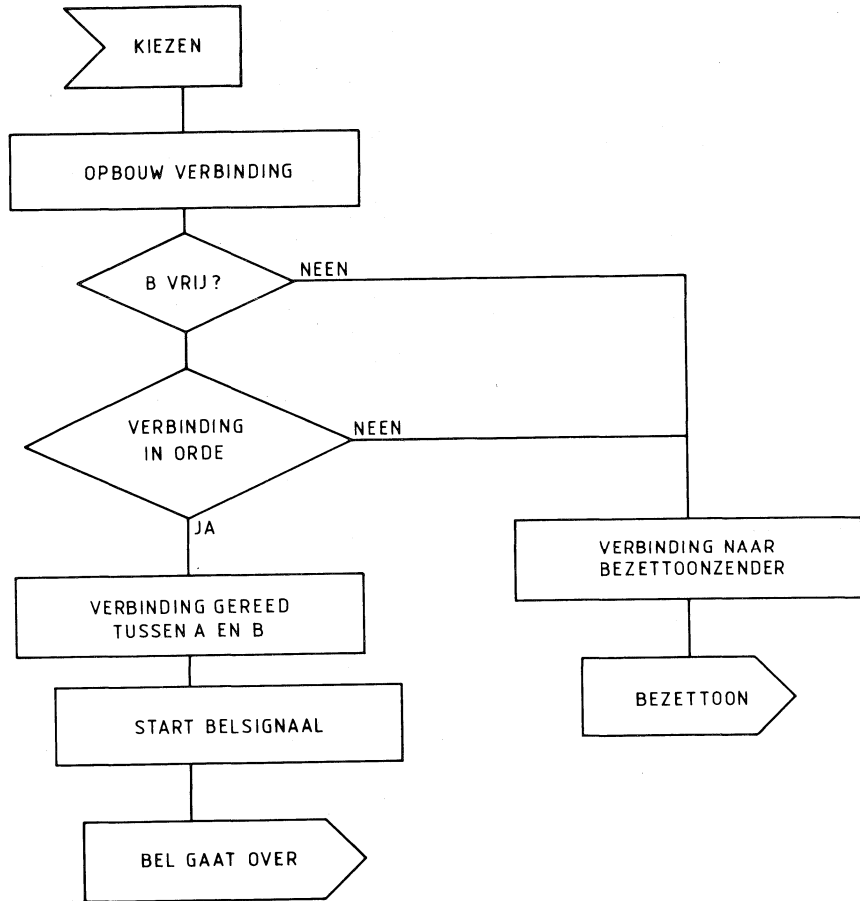 KIEZEN
OPBOUW VERBINDING
B VRIJ?
NEEN
VERBINDING
IN ORDE
NEEN
JA
VERBINDING NAAR
BEZETTOONZENDER
VERBINDING GEREED
TUSSEN A EN B
BEZETTOON
START BELSIGNAAL
BEL GAAT OVER